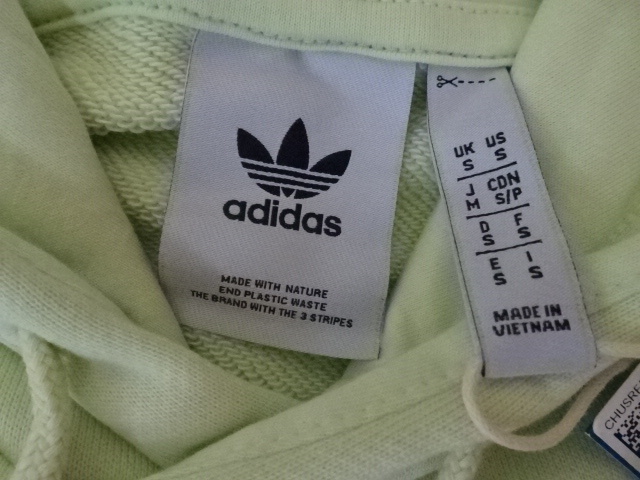 adidas
MADE WITH NATURE
END PLASTIC WASTE
THE BRAND WITH THE 3 STRIPES
UK US
S S
J CDN
M S/P
D F
S S
E I
S S
MADE IN
VIETNAM